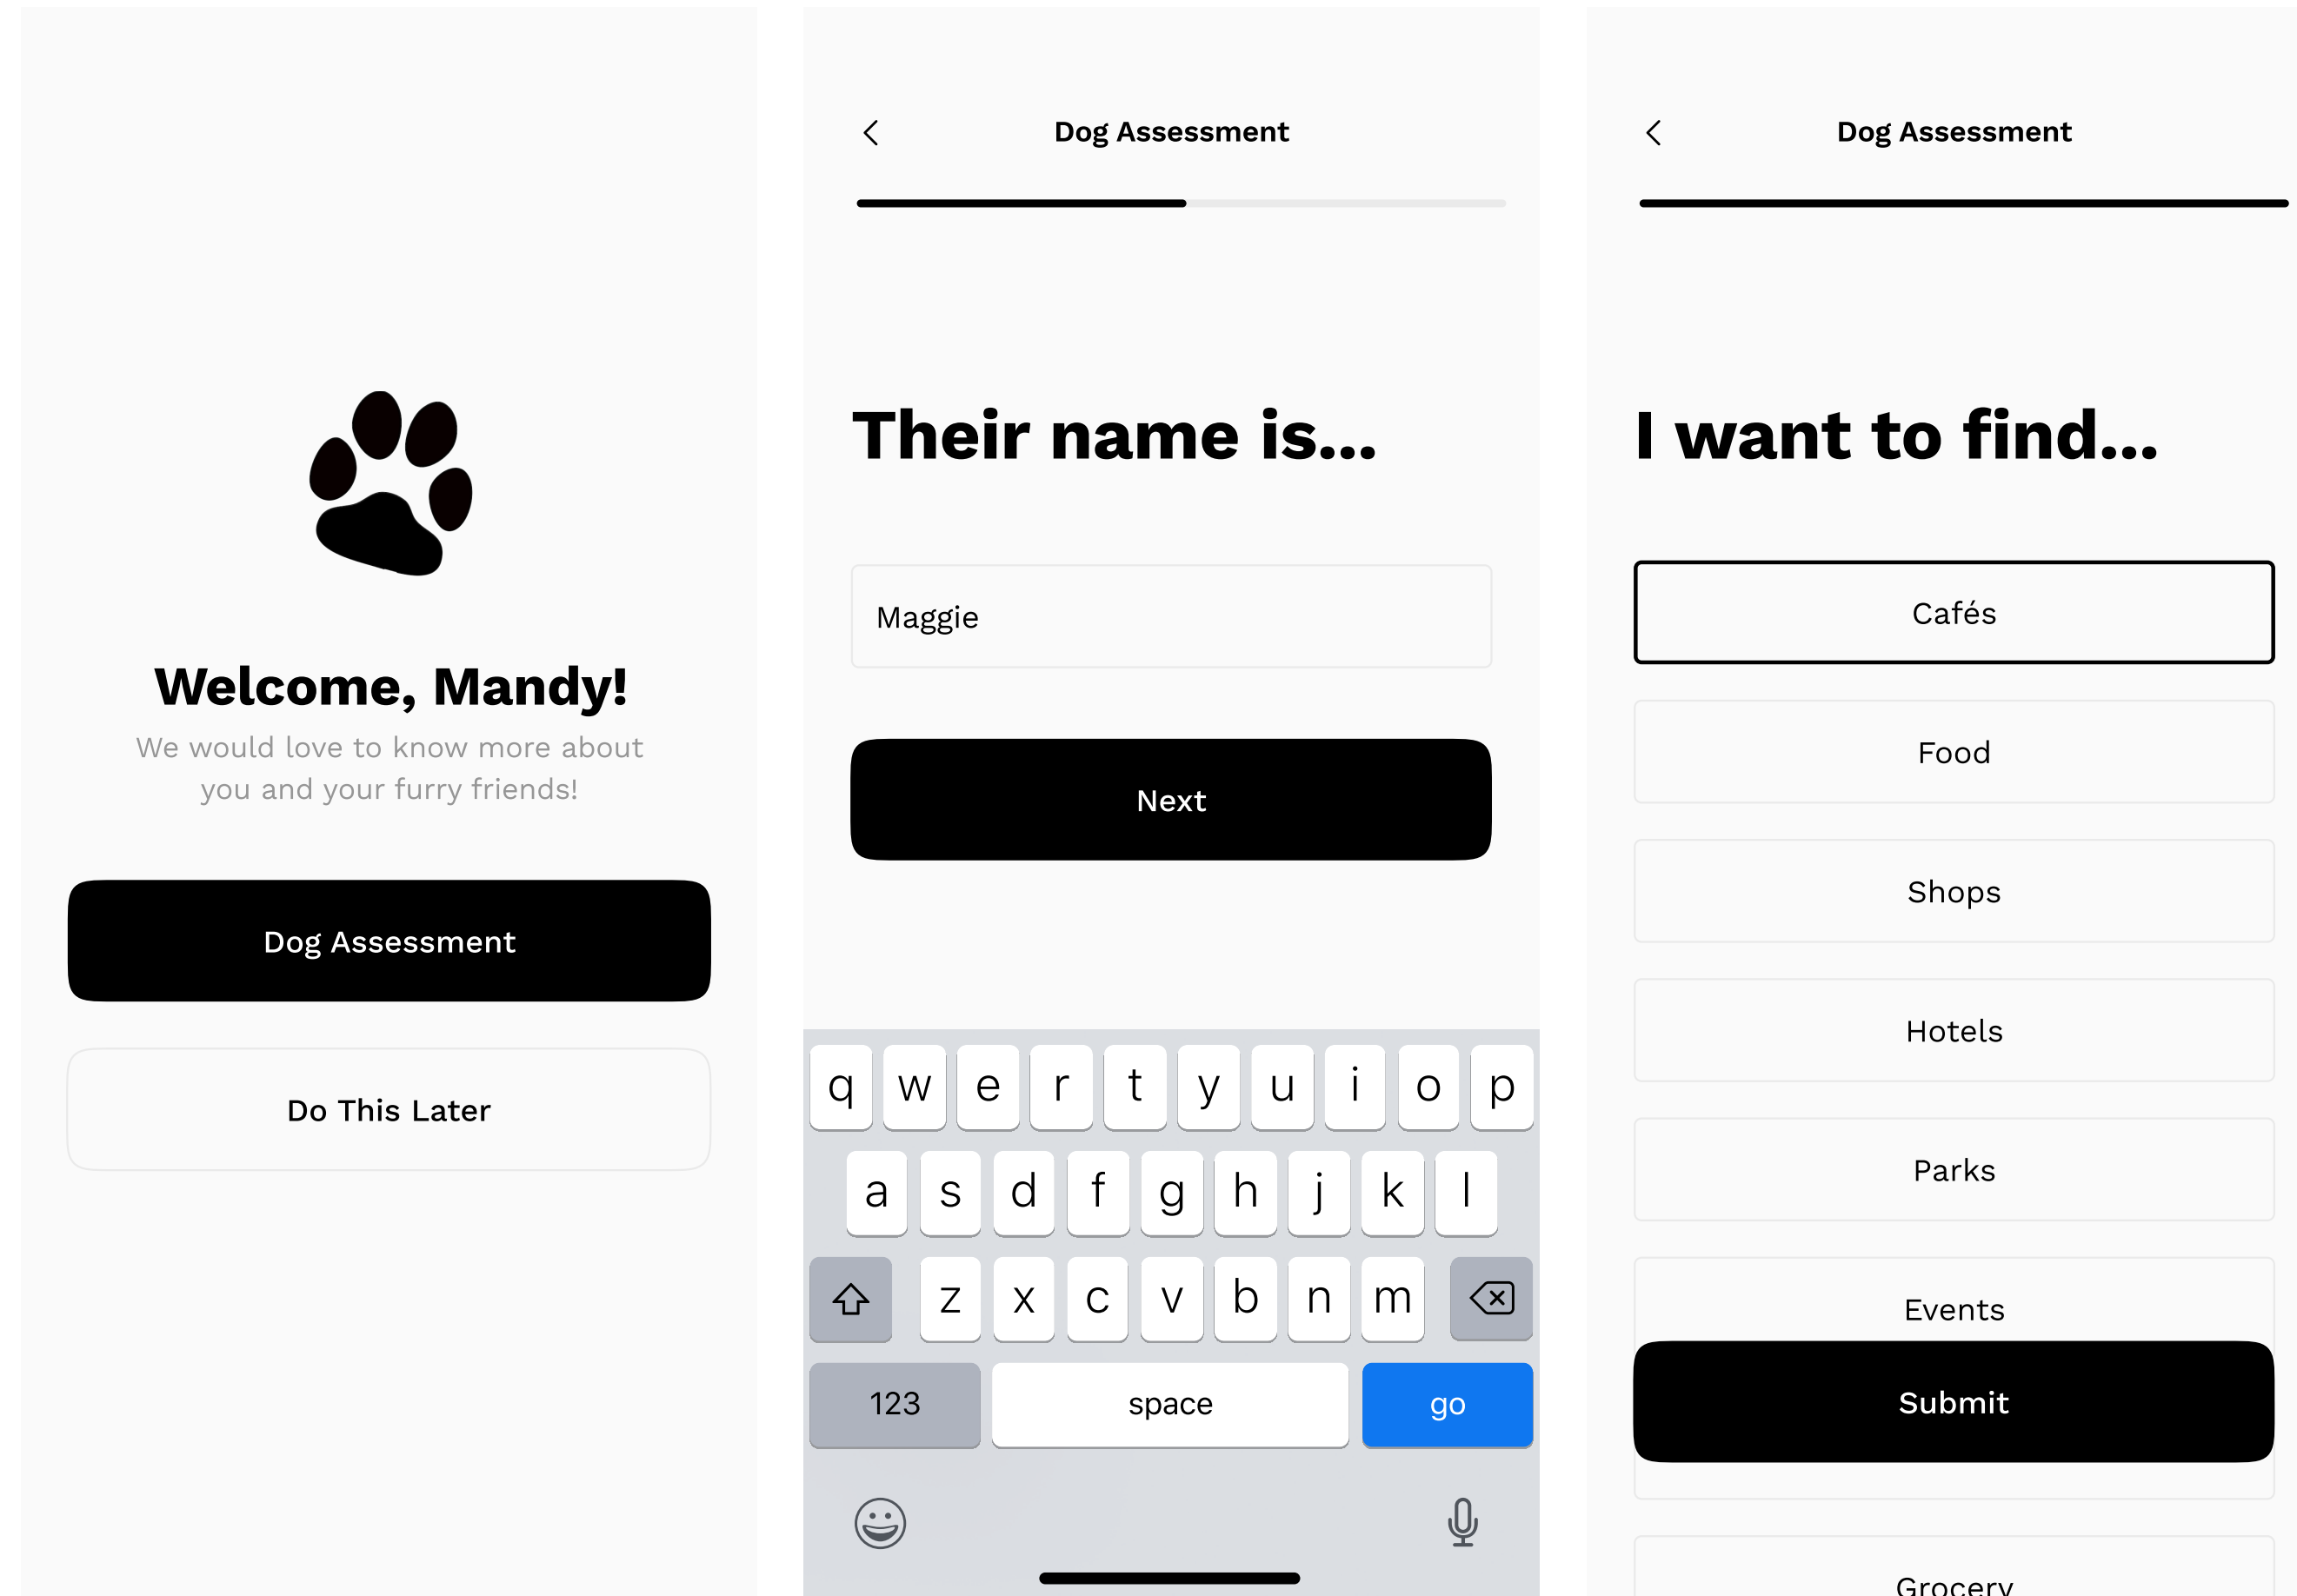 Welcome, Mandy!
We would love to know more about
you and your furry friends!
Dog Assessment
Do This Later
Dog Assessment
Their name is...
Maggie
Next
q w e r t y u i o p
a s d f g h j k l
z x c v b n m
123 space go
Dog Assessment
I want to find...
Cafés
Food
Shops
Hotels
Parks
Events
Submit
Grocery